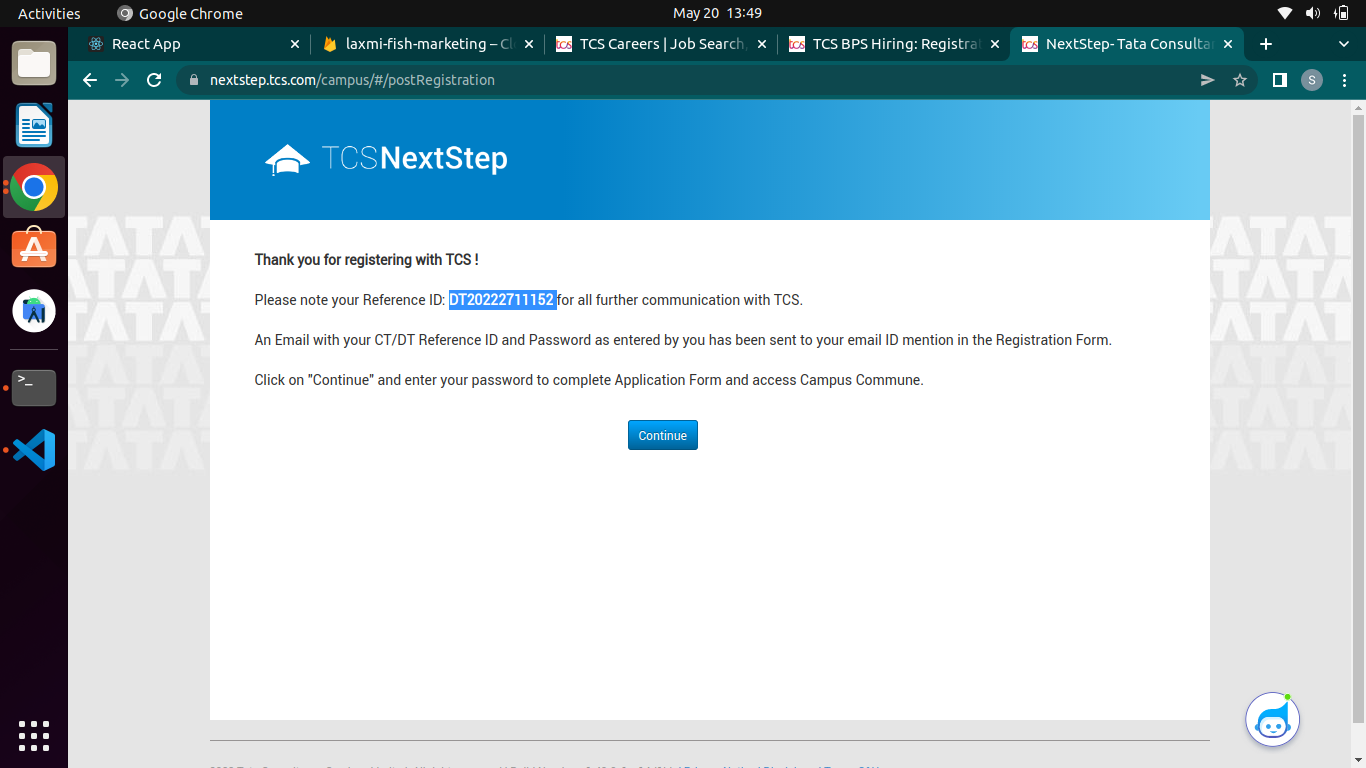 Activities
Google Chrome
May 20 13:49
React App
laxmi-fish-marketing – Cl
TCS Careers | Job Search,
TCS BPS Hiring: Registra
NextStep- Tata Consulta
nextstep.tcs.com/campus/#/postRegistration
S
TCS NextStep
Thank you for registering with TCS !
Please note your Reference ID: DT20222711152 for all further communication with TCS.
An Email with your CT/DT Reference ID and Password as entered by you has been sent to your email ID mention in the Registration Form.
Click on "Continue" and enter your password to complete Application Form and access Campus Commune.
Continue